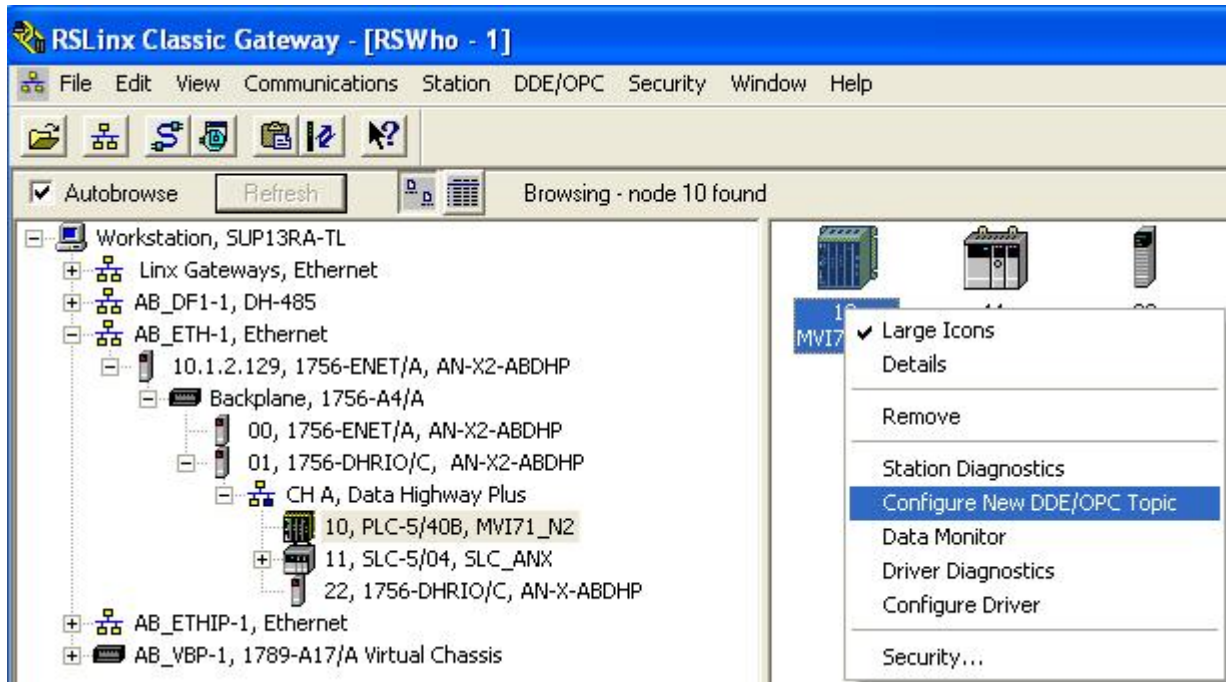 RSLinx Classic Gateway - [RSWho - 1]
File Edit View Communications Station DDE/OPC Security Window Help
Autobrowse Refresh Browsing - node 10 found
Workstation, SUP13RA-TL
Linx Gateways, Ethernet
AB_DF1-1, DH-485
AB_ETH-1, Ethernet
10.1.2.129, 1756-ENET/A, AN-X2-ABDHP
Backplane, 1756-A4/A
00, 1756-ENET/A, AN-X2-ABDHP
01, 1756-DHRIO/C, AN-X2-ABDHP
CH A, Data Highway Plus
10, PLC-5/40B, MVI71_N2
11, SLC-5/04, SLC_ANX
22, 1756-DHRIO/C, AN-X-ABDHP
AB_ETHIP-1, Ethernet
AB_VBP-1, 1789-A17/A Virtual Chassis
Large Icons
Details
Remove
Station Diagnostics
Configure New DDE/OPC Topic
Data Monitor
Driver Diagnostics
Configure Driver
Security...